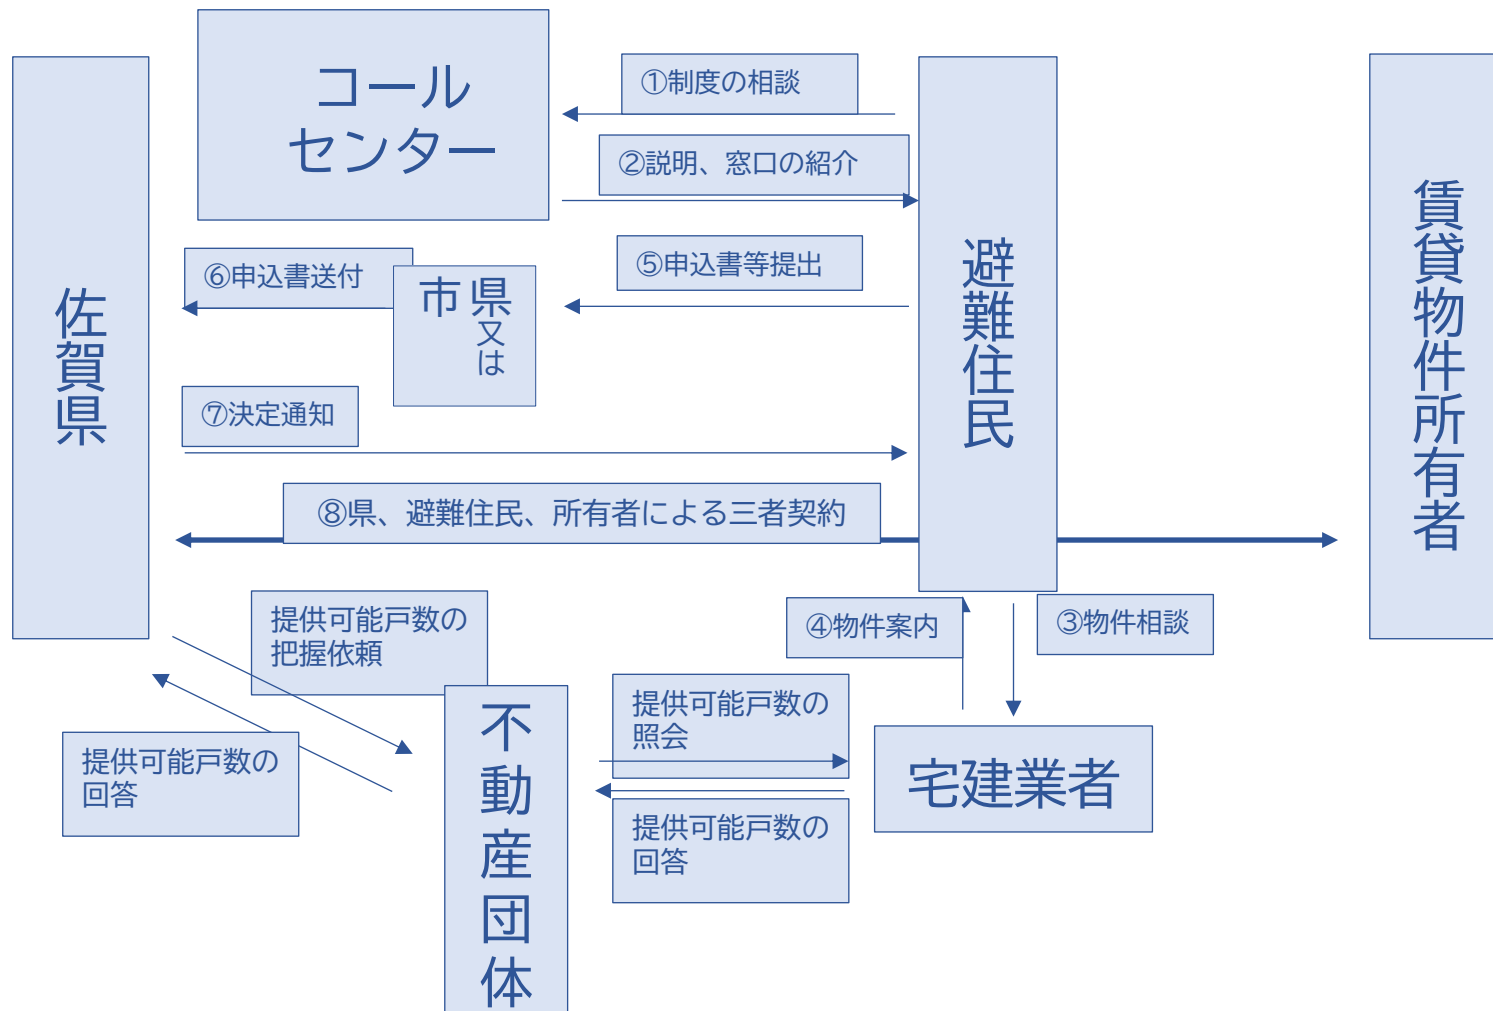 コール
センター
①制度の相談
②説明、窓口の紹介
佐賀県
⑥申込書送付
県又は
市
⑤申込書等提出
避難住民
賃貸物件所有者
⑦決定通知
⑧県、避難住民、所有者による三者契約
提供可能戸数の
把握依頼
④物件案内
③物件相談
提供可能戸数の
回答
不動産団体
提供可能戸数の
照会
宅建業者
提供可能戸数の
回答